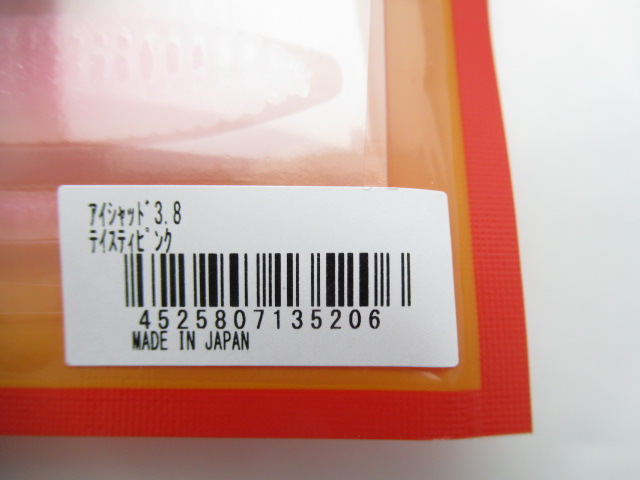 ｱｲｼｬｯﾄﾞ3.8
ﾃｲｽﾃｨﾋﾟﾝｸ
4525807135206
MADE IN JAPAN